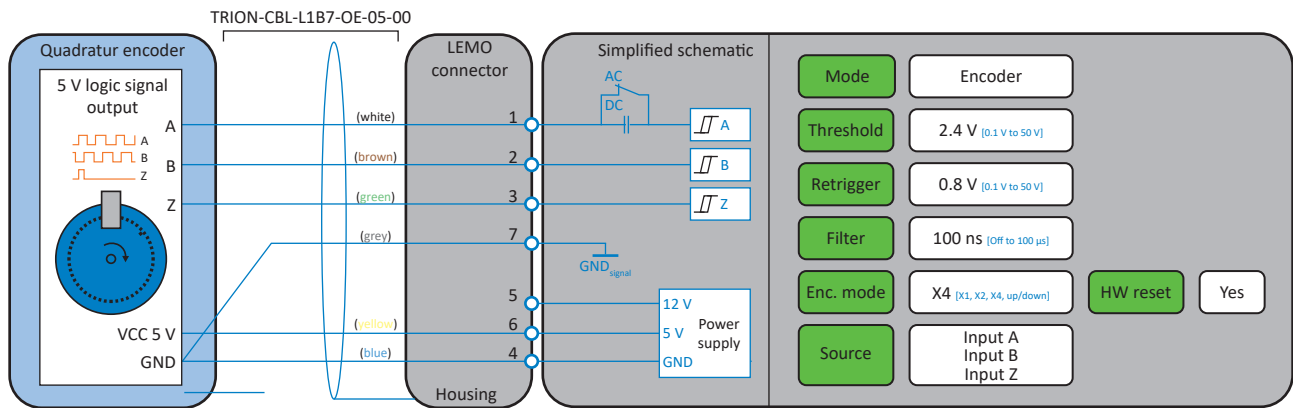 TRION-CBL-L1B7-OE-05-00
Quadratur encoder
5 V logic signal
output
A
B
Z
A
B
Z
VCC 5 V
GND
(white)
(brown)
(green)
(grey)
(yellow)
(blue)
LEMO
connector
1
2
3
7
5
6
4
Housing
Simplified schematic
AC
DC
A
B
Z
GNDsignal
12 V
5 V
GND
Power
supply
Mode
Encoder
Threshold
2.4 V [0.1 V to 50 V]
Retrigger
0.8 V [0.1 V to 50 V]
Filter
100 ns [Off to 100 µs]
Enc. mode
X4 [X1, X2, X4, up/down]
HW reset
Yes
Source
Input A
Input B
Input Z